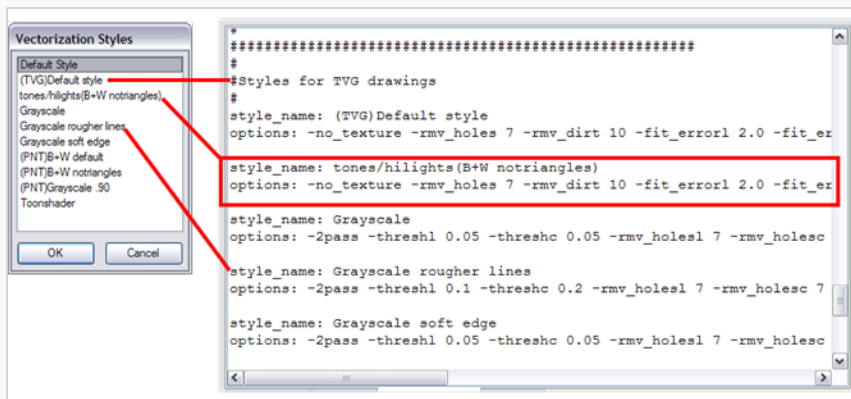 Vectorization Styles
Default Style
(TVG)Default style
tones/hilights(B+W notriangles)
Grayscale
Grayscale rougher lines
Grayscale soft edge
(PNT)B+W default
(PNT)B+W notriangles
(PNT)Grayscale .90
Toonshader
OK
Cancel
#
######################################################
#
#Styles for TVG drawings
#
style_name: (TVG)Default style
options: -no_texture -rmv_holes 7 -rmv_dirt 10 -fit_errorl 2.0 -fit_er
style_name: tones/hilights(B+W notriangles)
options: -no_texture -rmv_holes 7 -rmv_dirt 10 -fit_errorl 2.0 -fit_er
style_name: Grayscale
options: -2pass -threshl 0.05 -threshc 0.05 -rmv_holesl 7 -rmv_holesc
style_name: Grayscale rougher lines
options: -2pass -threshl 0.1 -threshc 0.2 -rmv_holesl 7 -rmv_holesc 7
style_name: Grayscale soft edge
options: -2pass -threshl 0.05 -threshc 0.05 -rmv_holesl 7 -rmv_holesc